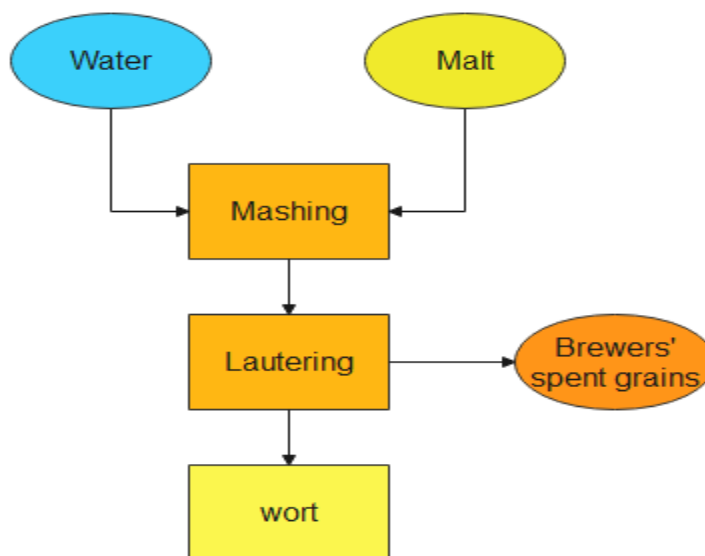 Water
Malt
Mashing
Lautering
Brewers'
spent grains
wort